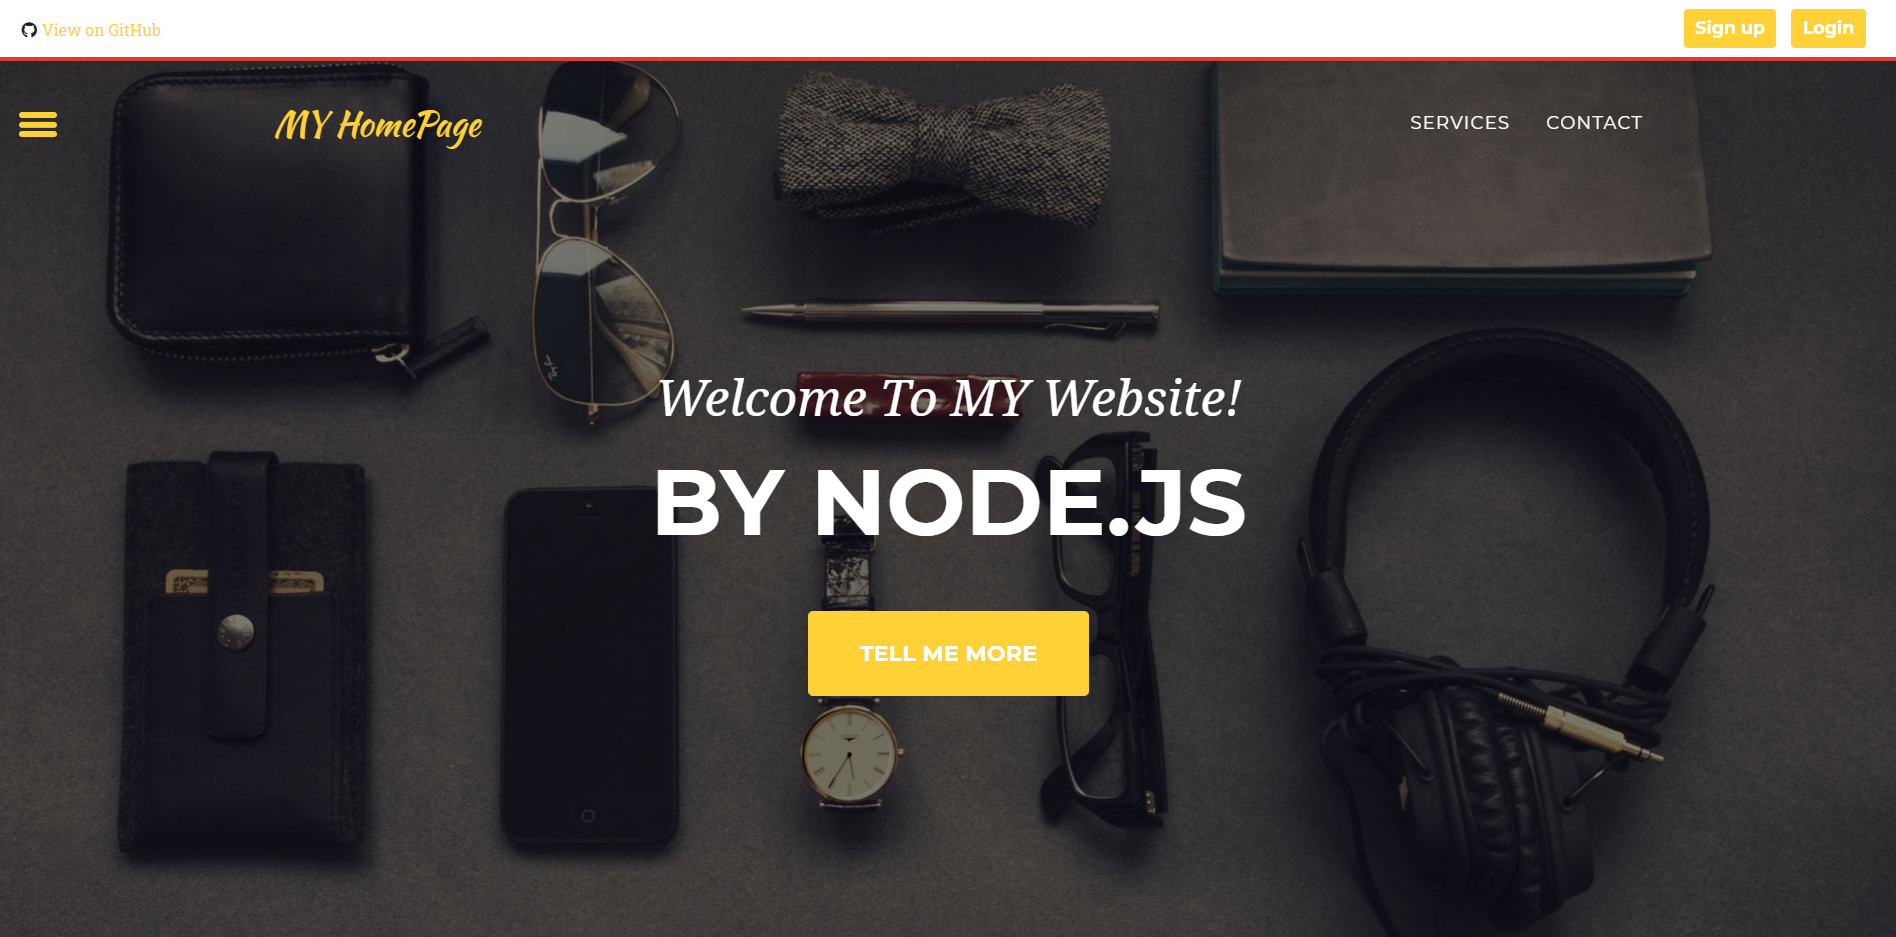 View on GitHub
Sign up
Login
MY HomePage
SERVICES
CONTACT
Welcome To MY Website!
BY NODE.JS
TELL ME MORE